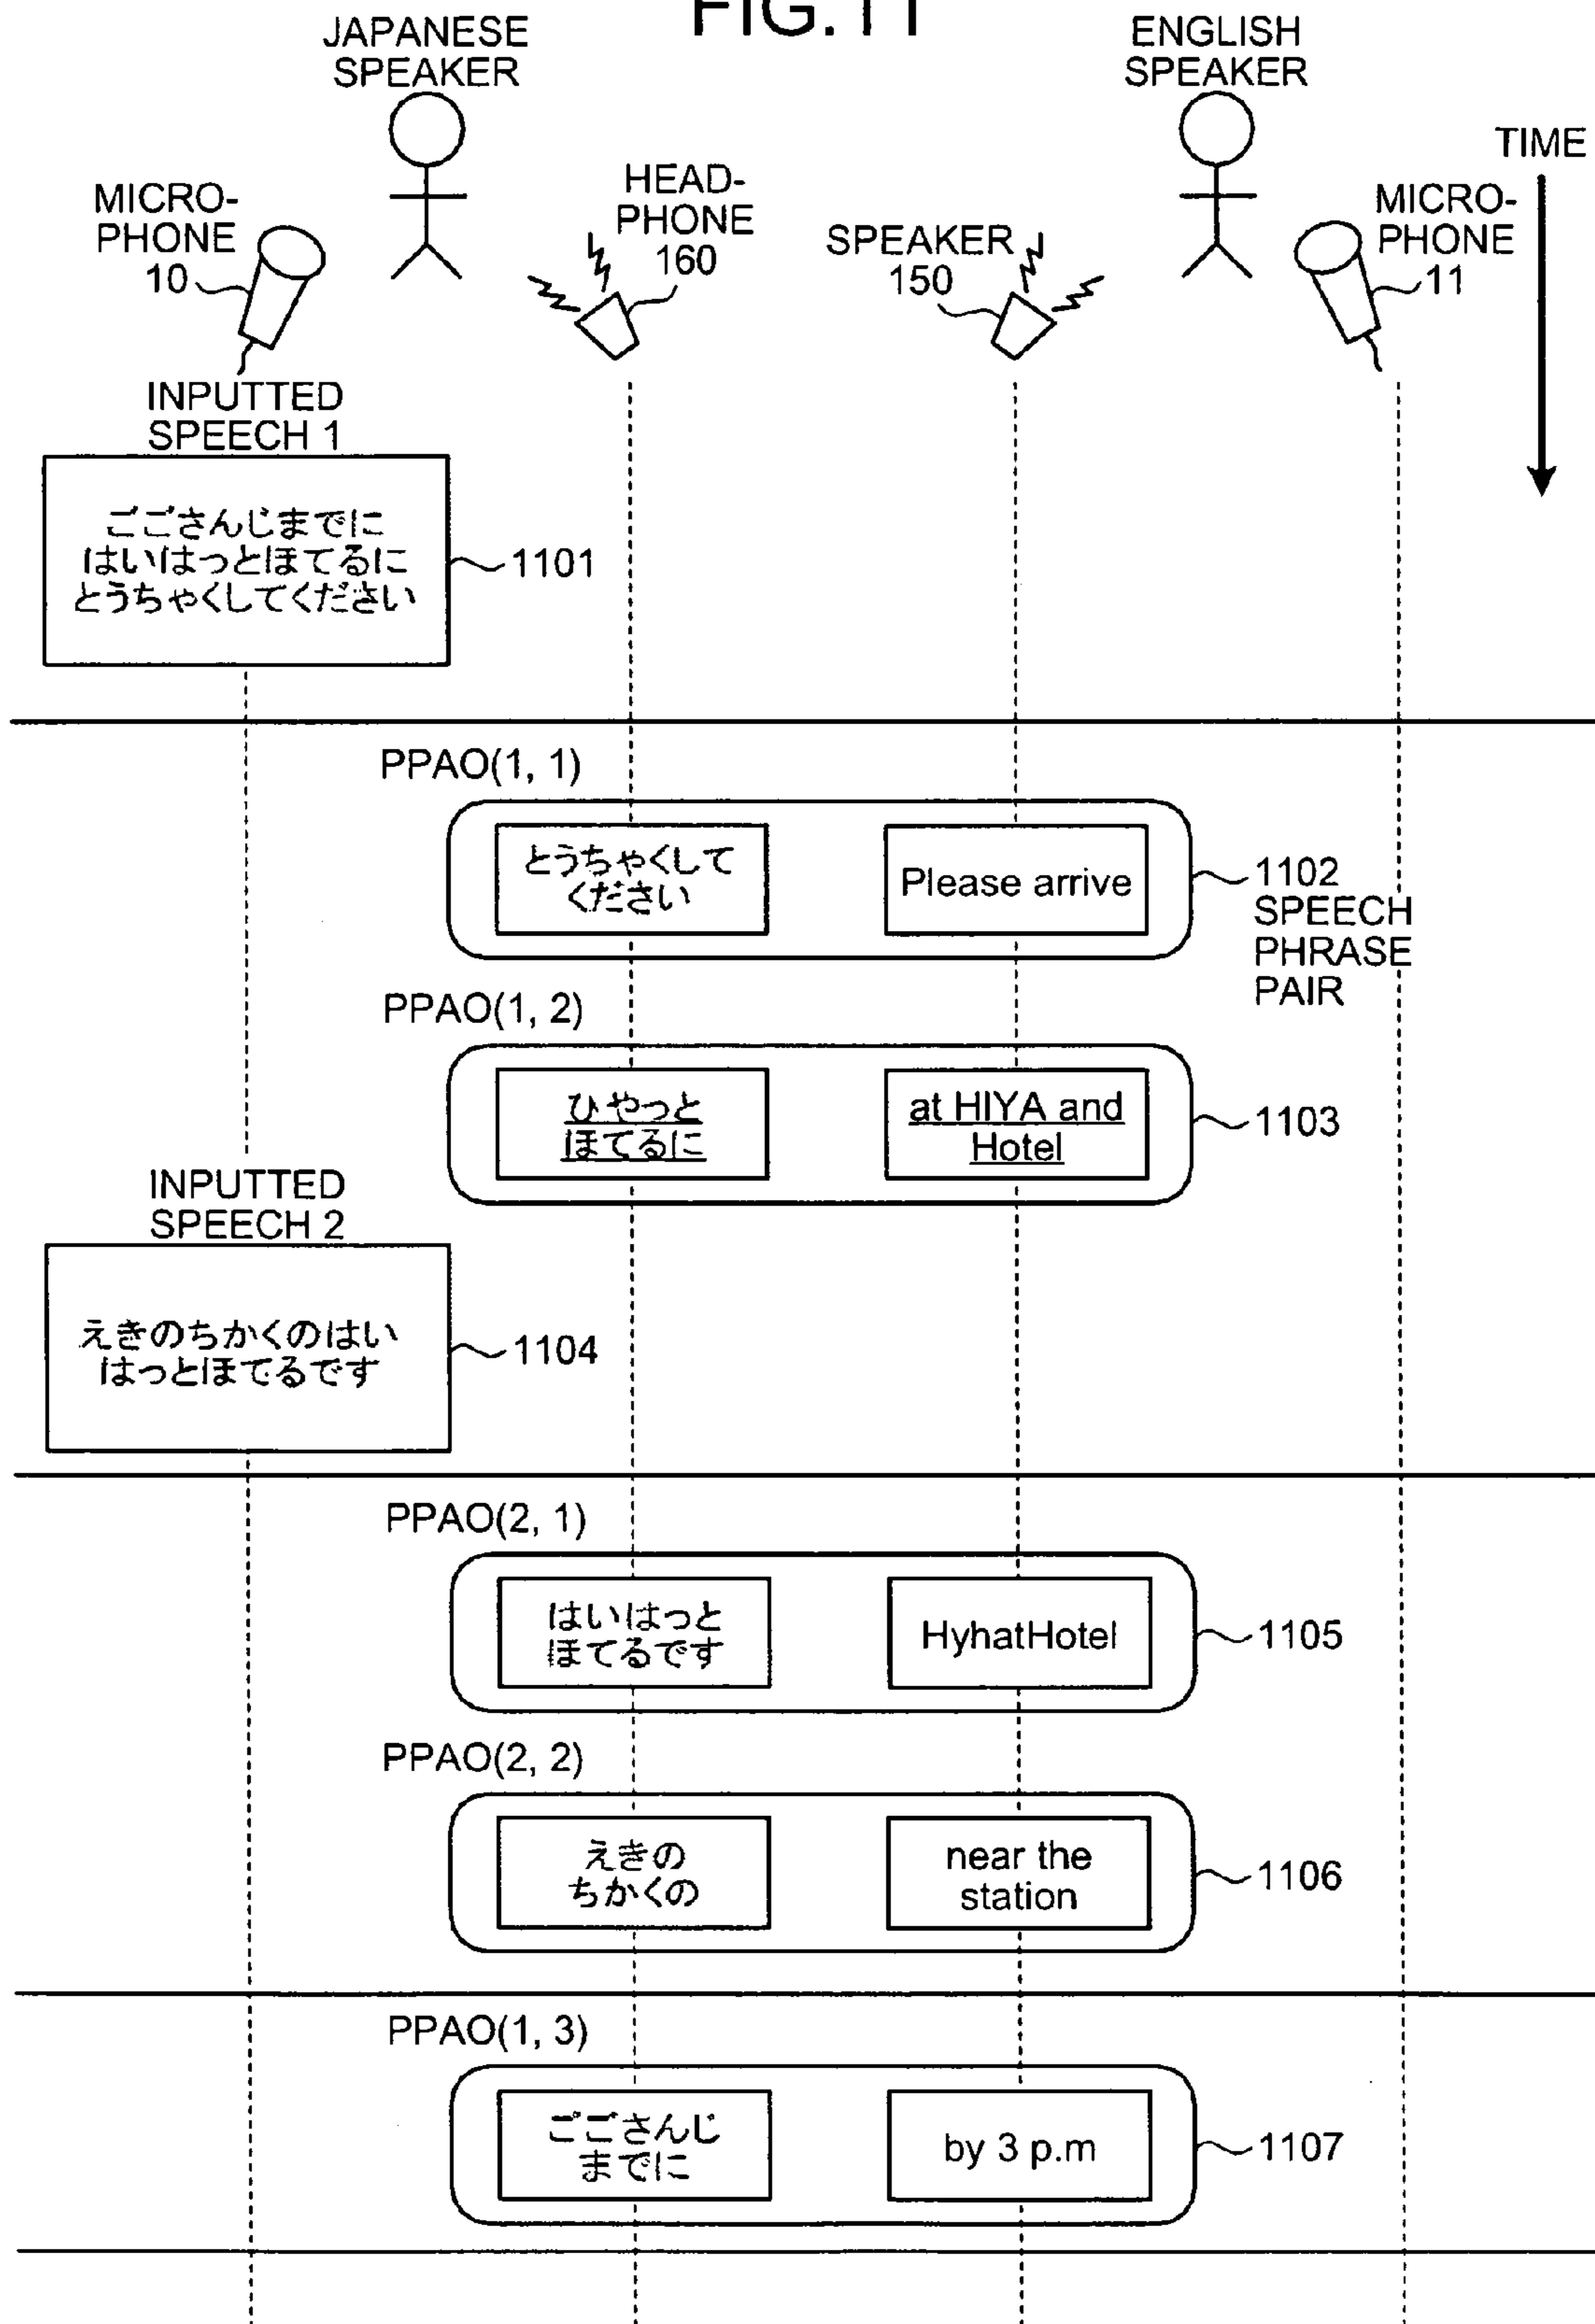 FIG.11
JAPANESE
SPEAKER
ENGLISH
SPEAKER
TIME
MICRO-
PHONE
10
HEAD-
PHONE
160
SPEAKER
150
MICRO-
PHONE
11
INPUTTED
SPEECH 1
ごごさんじまでに
はいはっとほてるに
とうちゃくしてください
1101
PPAO(1, 1)
とうちゃくして
ください
Please arrive
1102
SPEECH
PHRASE
PAIR
PPAO(1, 2)
ひやっと
ほてるに
at HIYA and
Hotel
1103
INPUTTED
SPEECH 2
えきのちかくのはい
はっとほてるです
1104
PPAO(2, 1)
はいはっと
ほてるです
HyhatHotel
1105
PPAO(2, 2)
えきの
ちかくの
near the
station
1106
PPAO(1, 3)
ごごさんじ
までに
by 3 p.m
1107